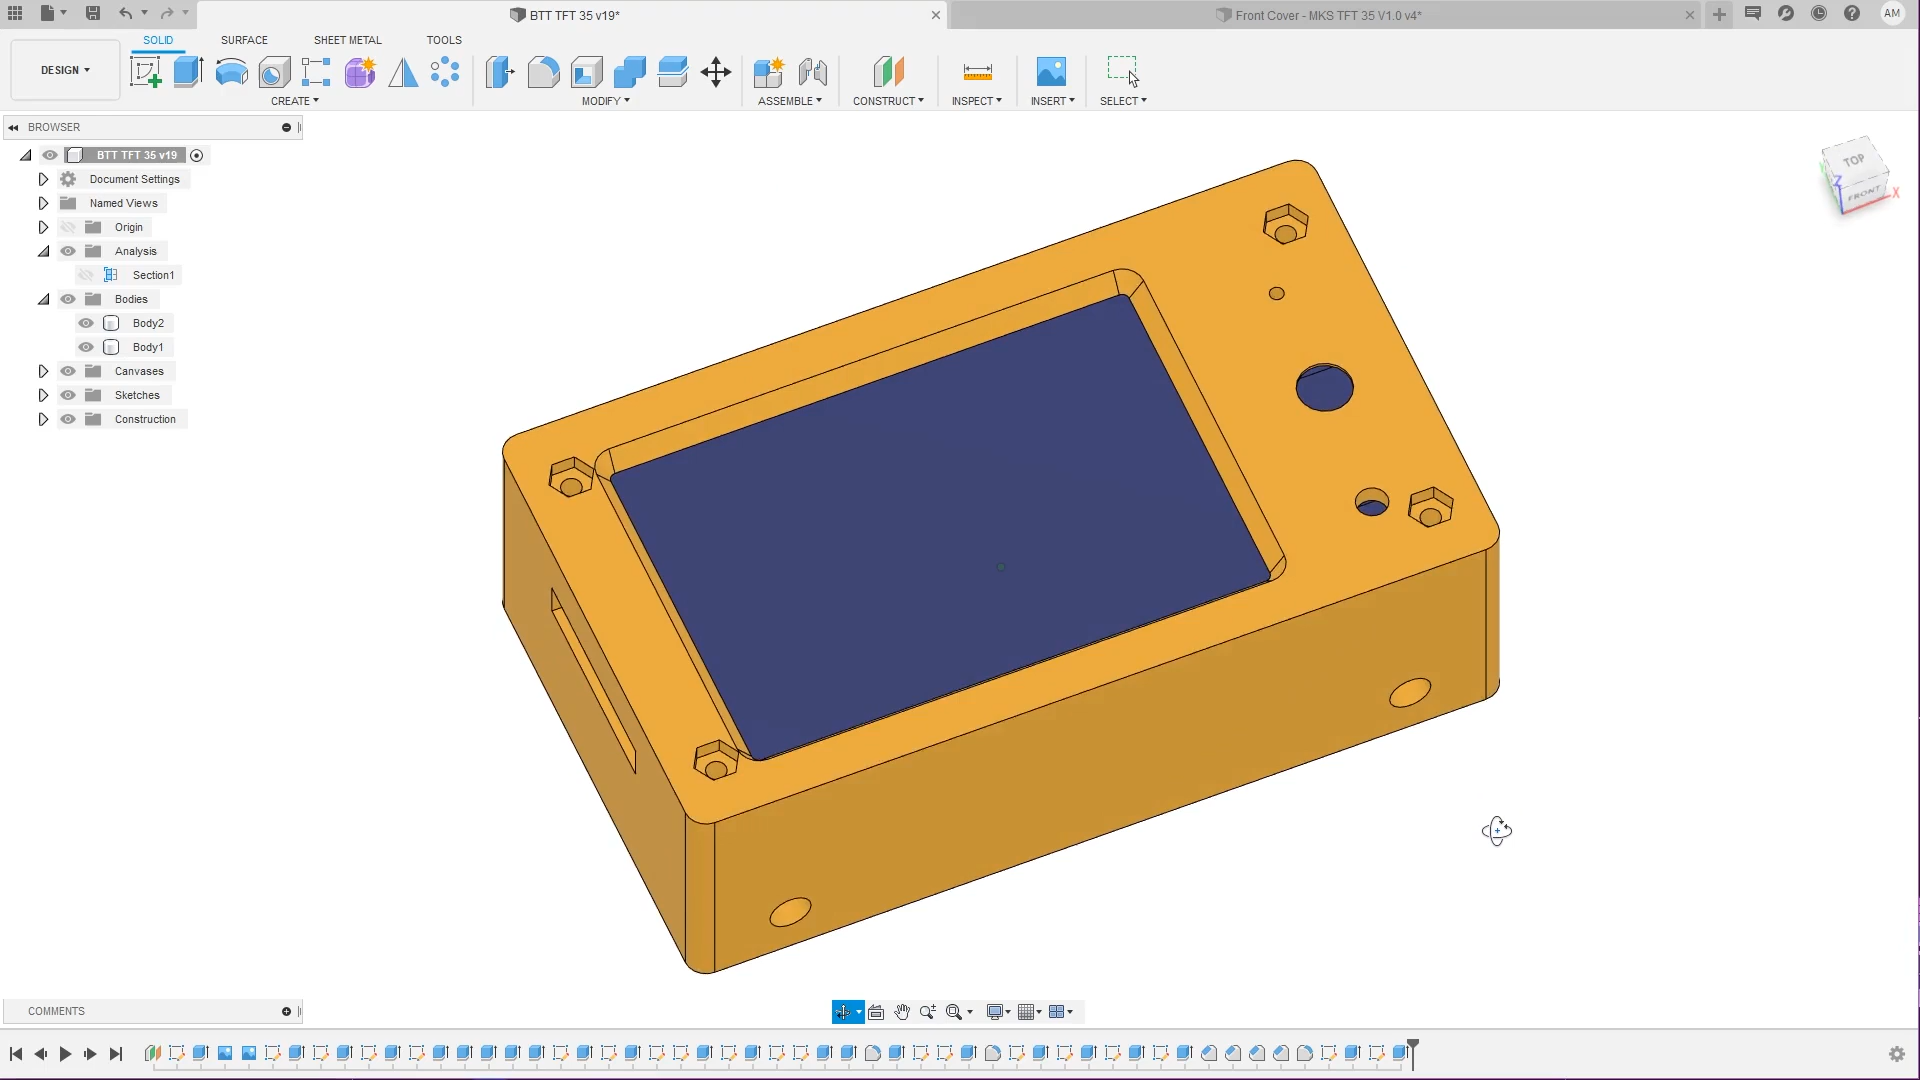 BTT TFT 35 v19*
Front Cover - MKS TFT 35 V1.0 v4*
AM
SOLID
SURFACE
SHEET METAL
TOOLS
DESIGN
CREATE
MODIFY
ASSEMBLE
CONSTRUCT
INSPECT
INSERT
SELECT
BROWSER
BTT TFT 35 v19
Document Settings
Named Views
Origin
Analysis
Section1
Bodies
Body2
Body1
Canvases
Sketches
Construction
TOP
FRONT
Z
X
COMMENTS